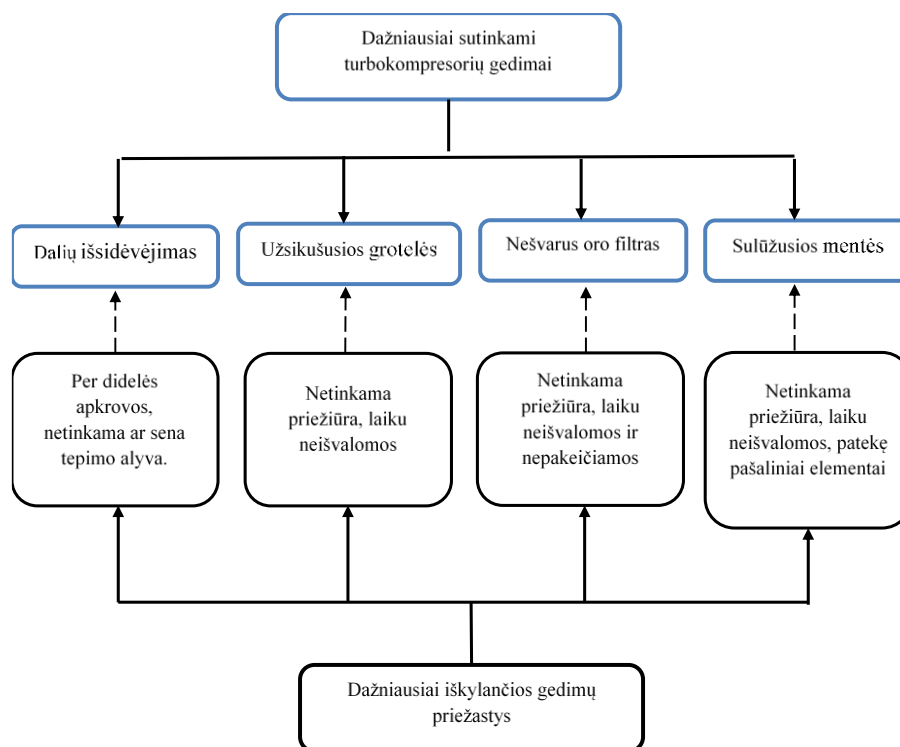 Dažniausiai sutinkami
turbokompresorių gedimai
Dalių išsidėvėjimas
Užsikušusios grotelės
Nešvarus oro filtras
Sulūžusios mentės
Per didelės
apkrovos,
netinkama ar sena
tepimo alyva.
Netinkama
priežiūra, laiku
neišvalomos
Netinkama
priežiūra, laiku
neišvalomos ir
nepakeičiamos
Netinkama
priežiūra, laiku
neišvalomos, patekę
pašaliniai elementai
Dažniausiai iškylančios gedimų
priežastys